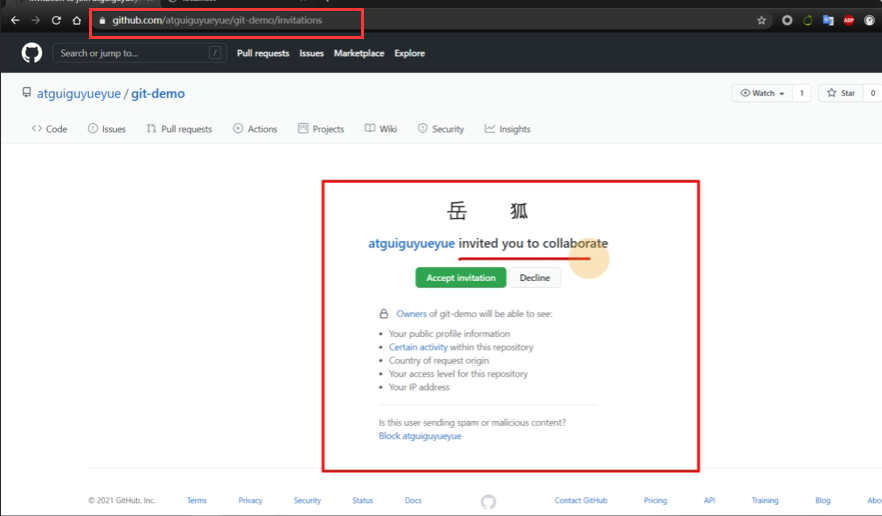 github.com/atguiguyueyue/git-demo/invitations
Search or jump to... /
Pull requests Issues Marketplace Explore
atguiguyueyue / git-demo
Watch 1 Star 0
Code Issues Pull requests Actions Projects Wiki Security Insights
岳 狐
atguiguyueyue invited you to collaborate
Accept invitation Decline
Owners of git-demo will be able to see:
Your public profile information
Certain activity within this repository
Country of request origin
Your access level for this repository
Your IP address
Is this user sending spam or malicious content?
Block atguiguyueyue
© 2021 GitHub, Inc. Terms Privacy Security Status Docs Contact GitHub Pricing API Training Blog